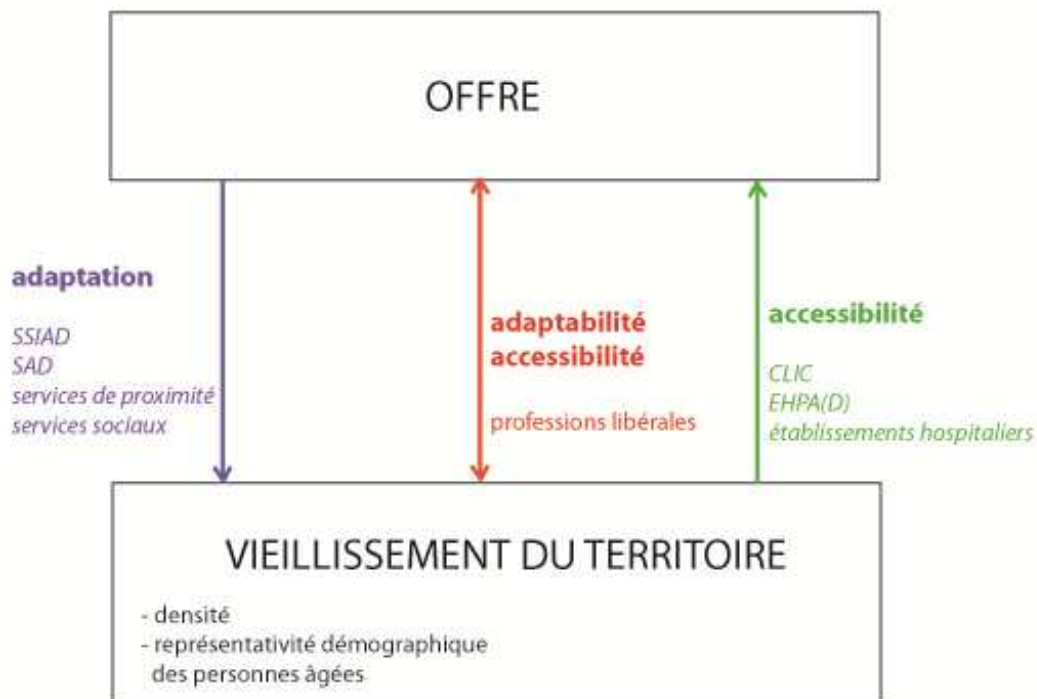 OFFRE
adaptation
SSIAD
SAD
services de proximité
services sociaux
adaptabilité
accessibilité
professions libérales
accessibilité
CLIC
EHPA(D)
établissements hospitaliers
VIEILLISSEMENT DU TERRITOIRE
- densité
- représentativité démographique
des personnes âgées